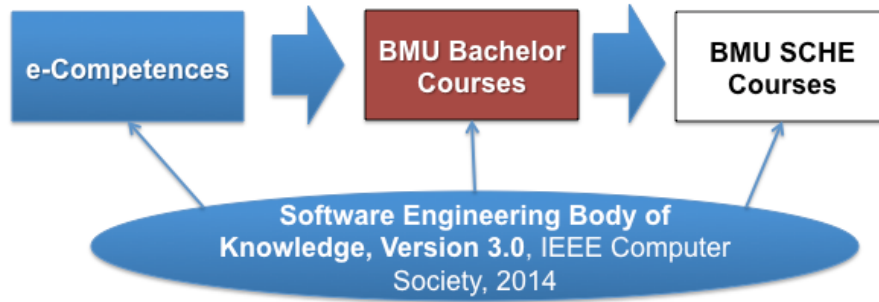 e-Competences
BMU Bachelor
Courses
BMU SCHE
Courses
Software Engineering Body of
Knowledge, Version 3.0, IEEE Computer
Society, 2014